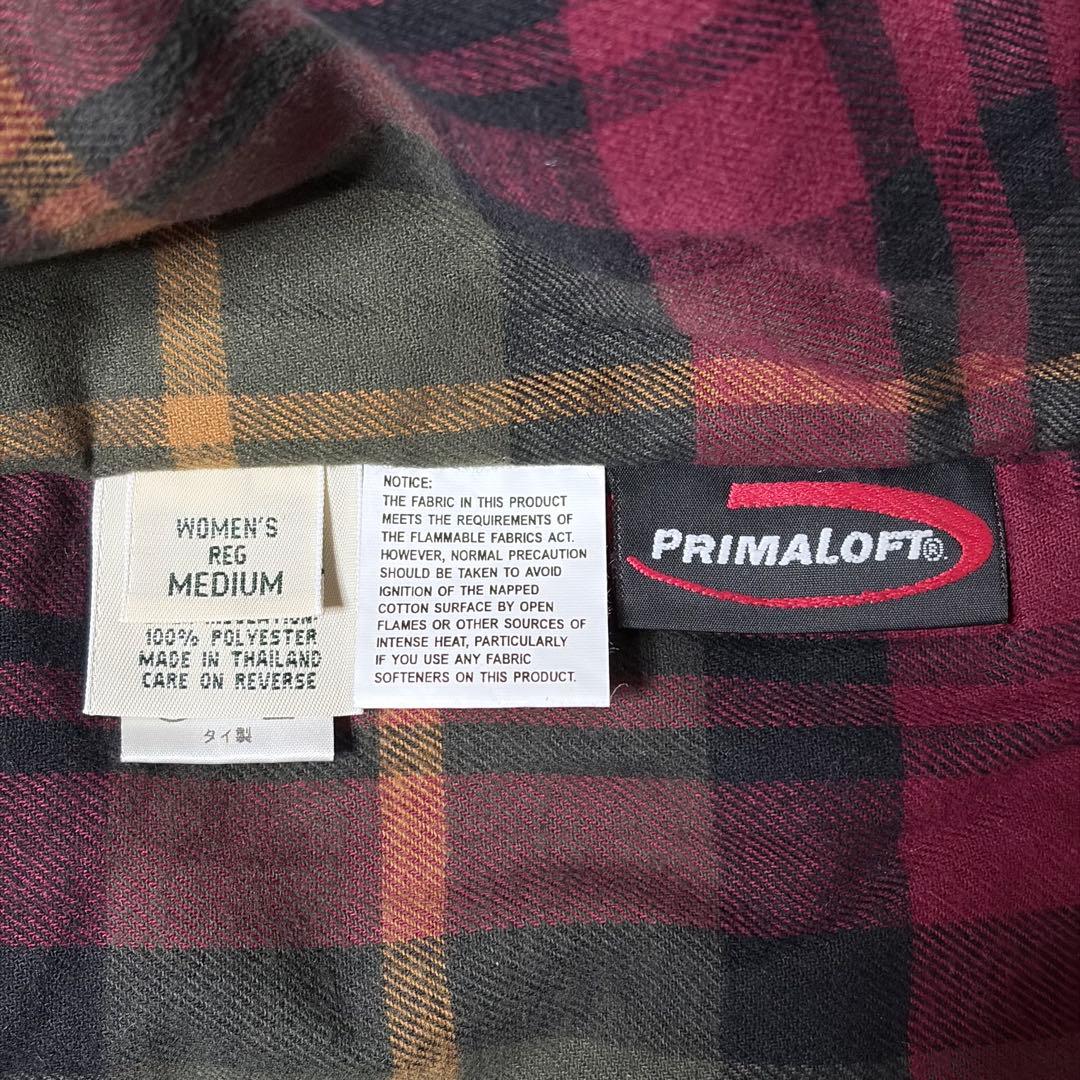 WOMEN'S
REG
MEDIUM
100% POLYESTER
MADE IN THAILAND
CARE ON REVERSE
タイ製
NOTICE:
THE FABRIC IN THIS PRODUCT
MEETS THE REQUIREMENTS OF
THE FLAMMABLE FABRICS ACT.
HOWEVER, NORMAL PRECAUTION
SHOULD BE TAKEN TO AVOID
IGNITION OF THE NAPPED
COTTON SURFACE BY OPEN
FLAMES OR OTHER SOURCES OF
INTENSE HEAT, PARTICULARLY
IF YOU USE ANY FABRIC
SOFTENERS ON THIS PRODUCT.
PRIMALOFT®